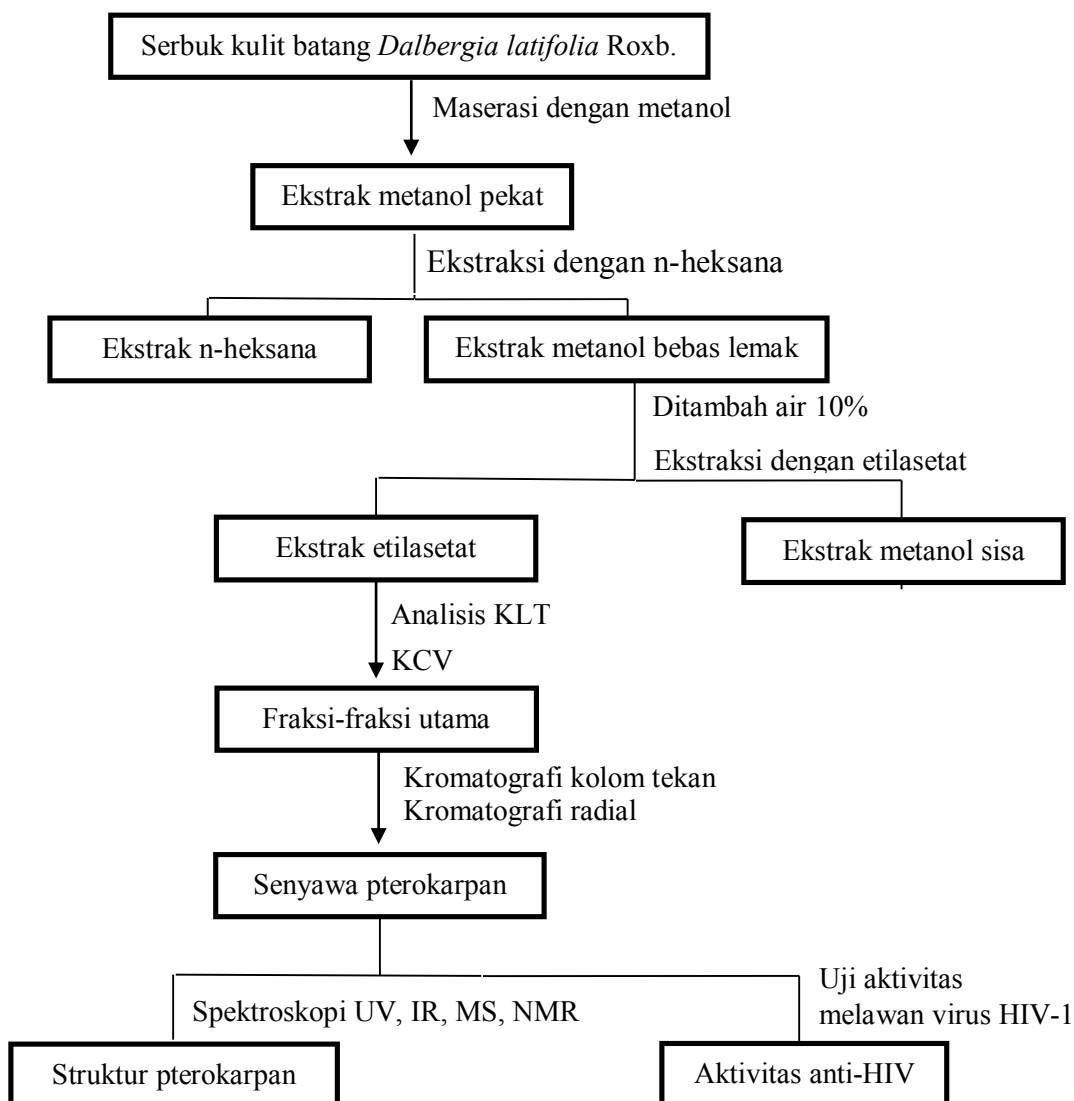 Serbuk kulit batang Dalbergia latifolia Roxb.
Maserasi dengan metanol
Ekstrak metanol pekat
Ekstraksi dengan n-heksana
Ekstrak n-heksana
Ekstrak metanol bebas lemak
Ditambah air 10%
Ekstraksi dengan etilasetat
Ekstrak etilasetat
Ekstrak metanol sisa
Analisis KLT
KCV
Fraksi-fraksi utama
Kromatografi kolom tekan
Kromatografi radial
Senyawa pterokarpan
Spektroskopi UV, IR, MS, NMR
Uji aktivitas
melawan virus HIV-1
Struktur pterokarpan
Aktivitas anti-HIV